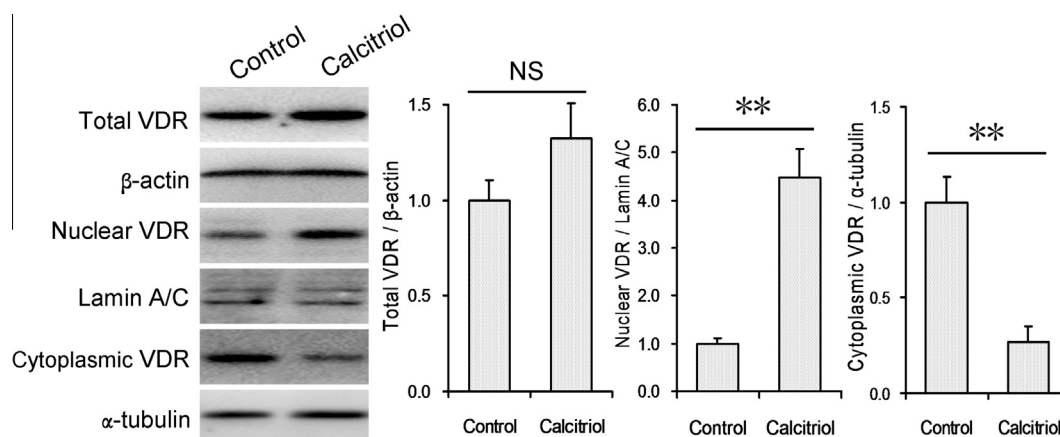 Control Calcitriol
Total VDR
β-actin
Nuclear VDR
Lamin A/C
Cytoplasmic VDR
α-tubulin
NS
Total VDR / β-actin
1.5
1.0
0.5
0.0
Control Calcitriol
**
Nuclear VDR / Lamin A/C
6.0
5.0
4.0
3.0
2.0
1.0
0.0
Control Calcitriol
**
Cytoplasmic VDR / α-tubulin
1.5
1.0
0.5
0.0
Control Calcitriol